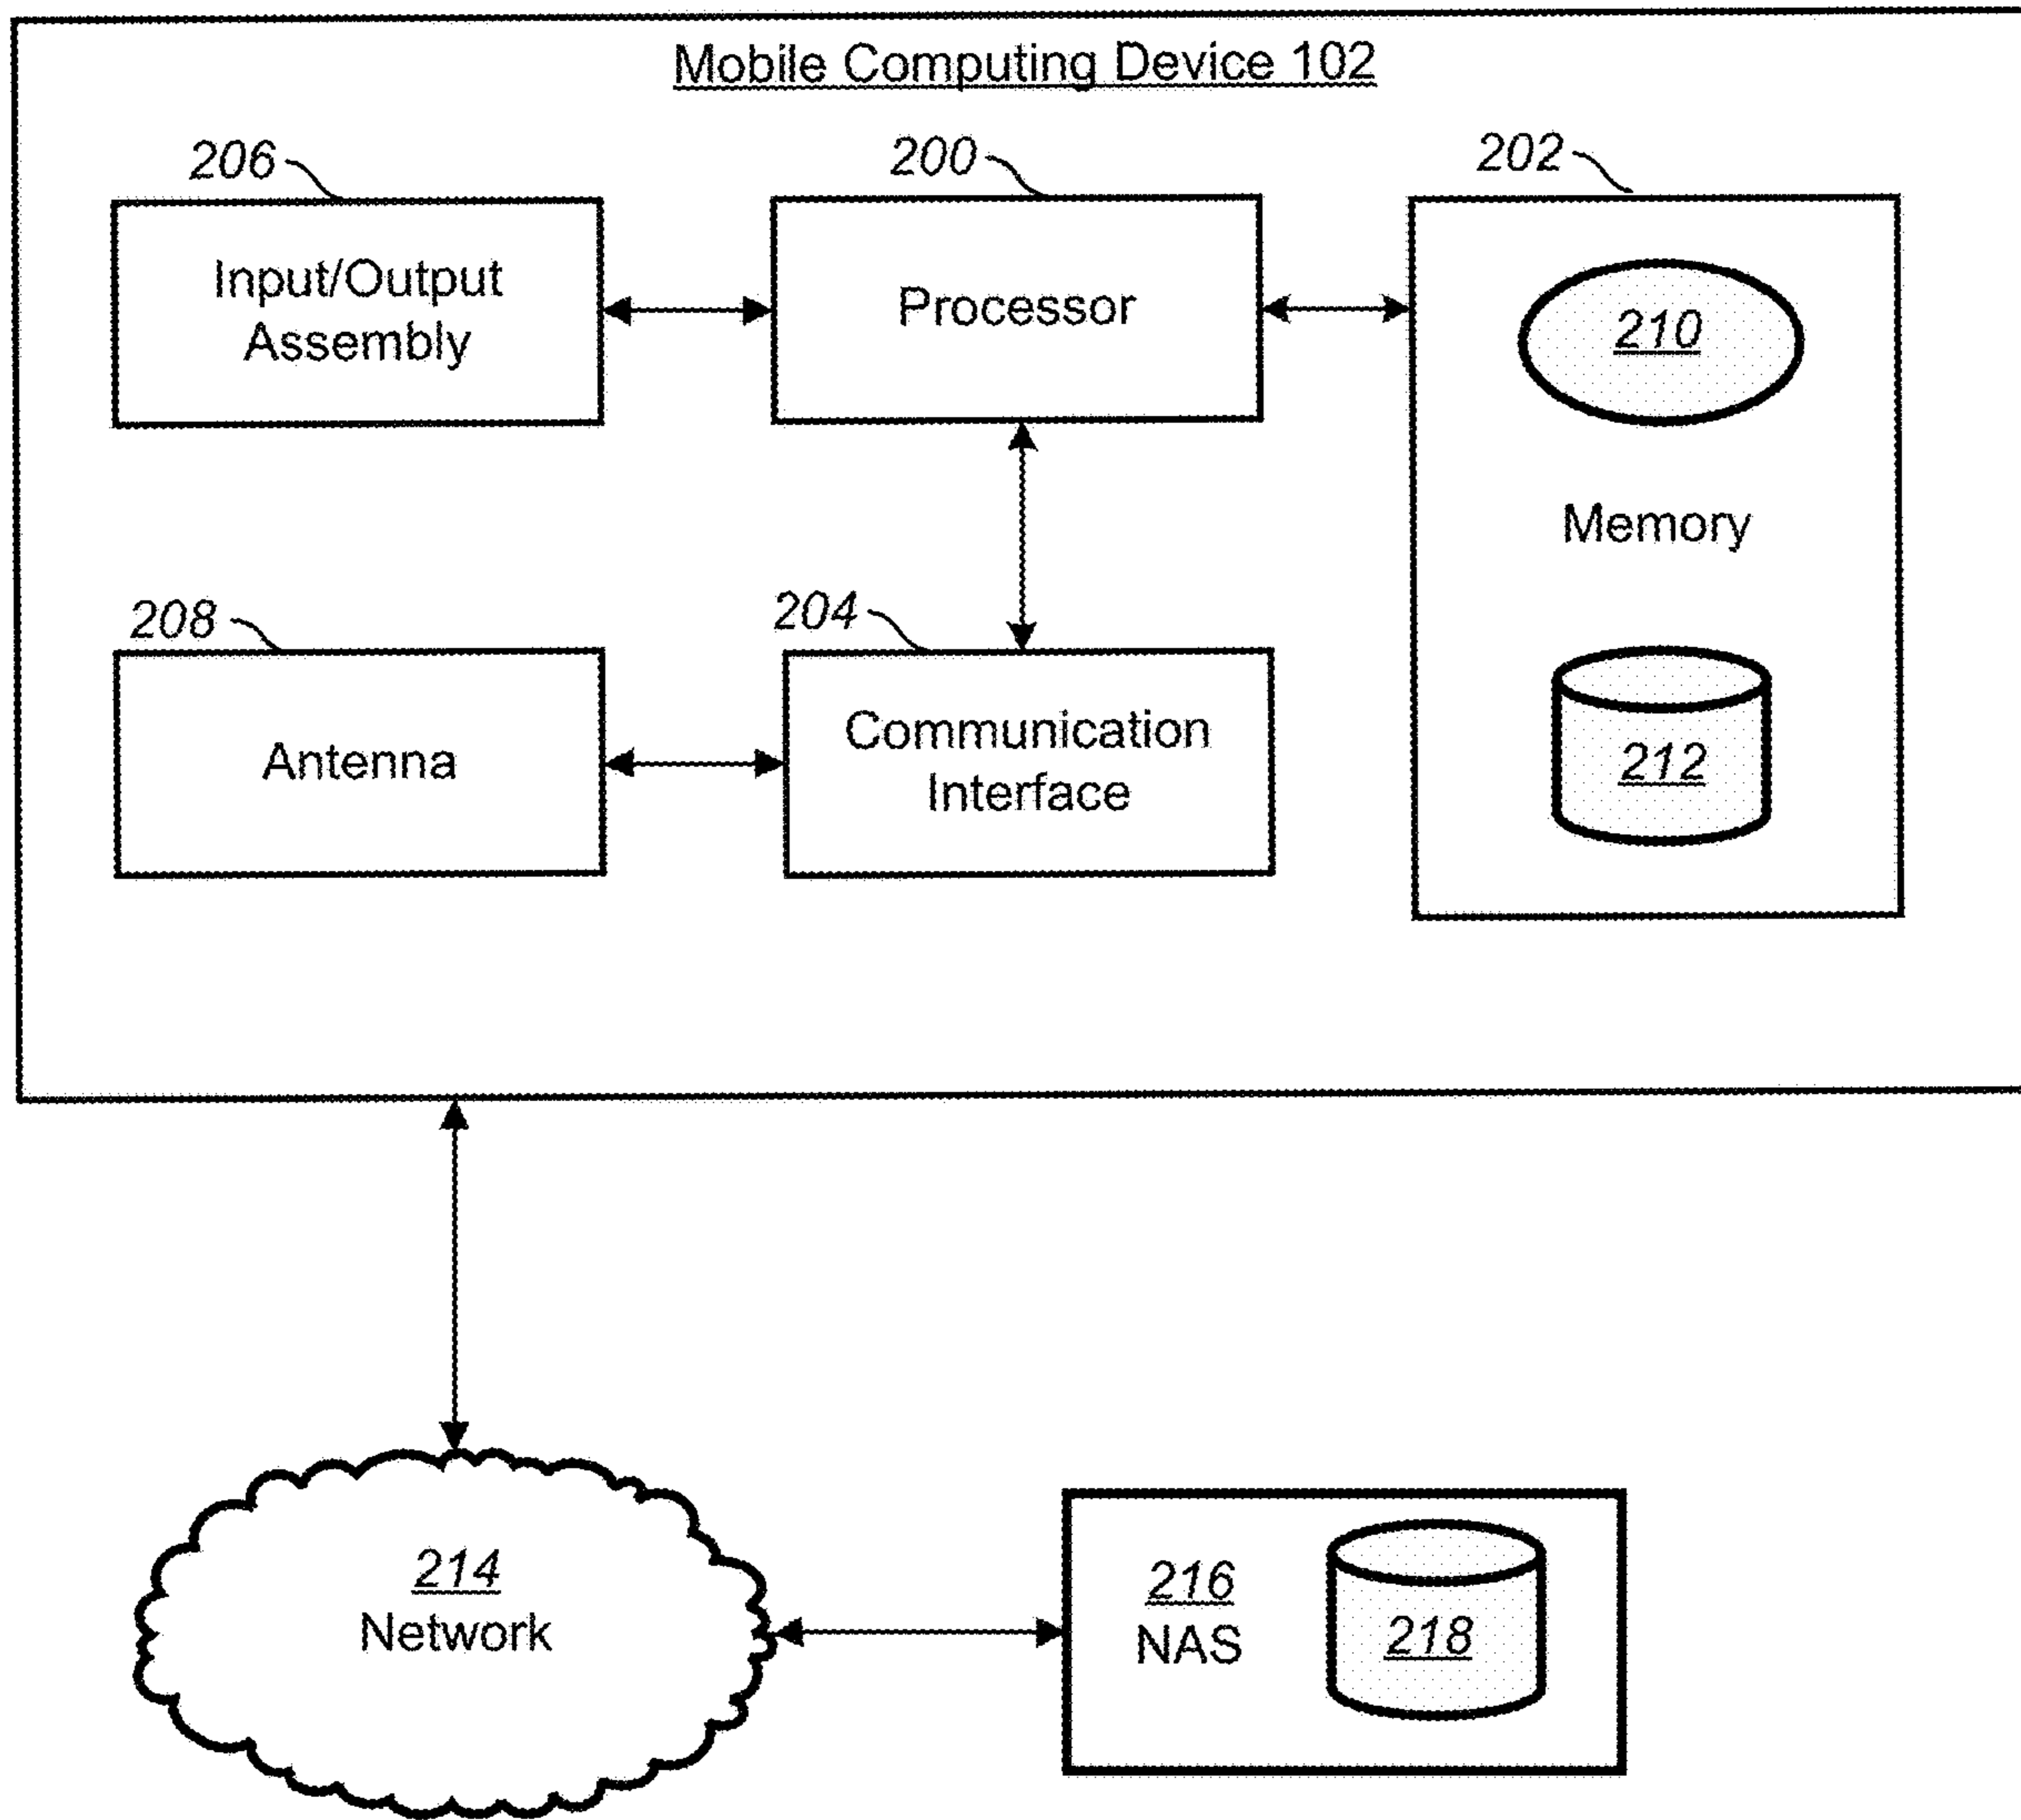 Mobile Computing Device 102
206
200
202
Input/Output
Assembly
Processor
210
Memory
208
204
Antenna
Communication
Interface
212
214
Network
216
NAS
218